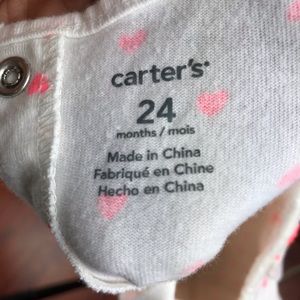 carter's
24
months / mois
Made in China
Fabriqué en Chine
Hecho en China